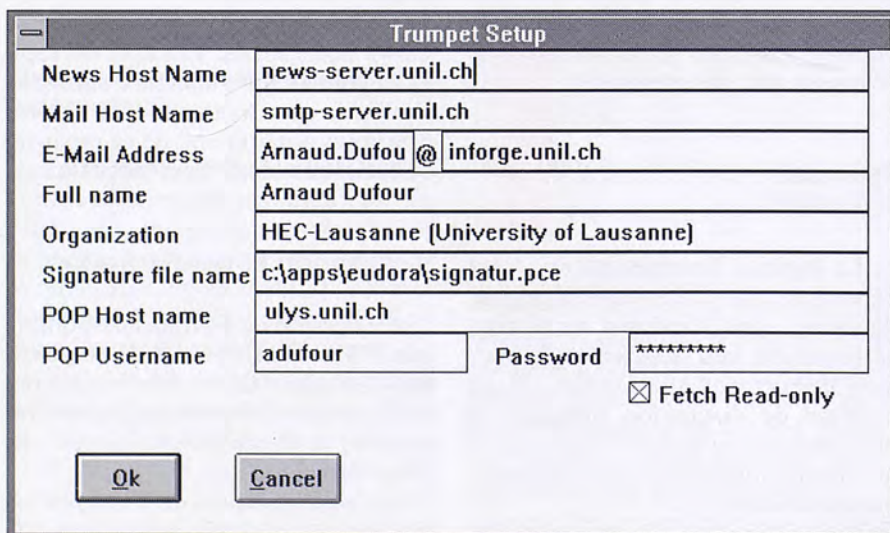 Trumpet Setup
News Host Name news-server.unil.ch
Mail Host Name smtp-server.unil.ch
E-Mail Address Arnaud.Dufou @ inforge.unil.ch
Full name Arnaud Dufour
Organization HEC-Lausanne (University of Lausanne)
Signature file name c:\apps\eudora\signatur.pce
POP Host name ulys.unil.ch
POP Username adufour Password *********
Fetch Read-only
Ok Cancel